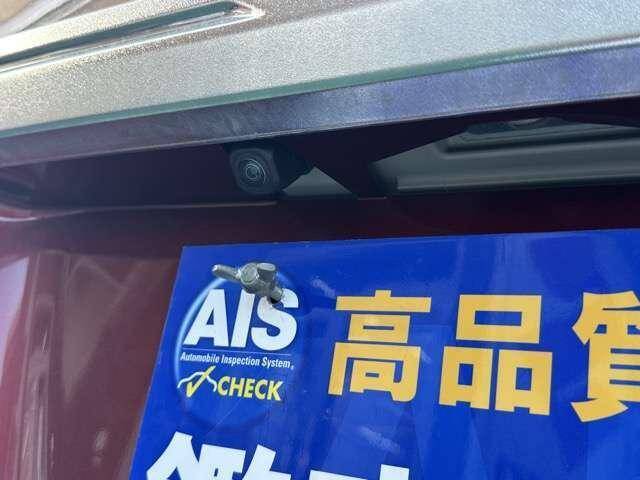 AIS
Automobile Inspection System®
CHECK
高品質